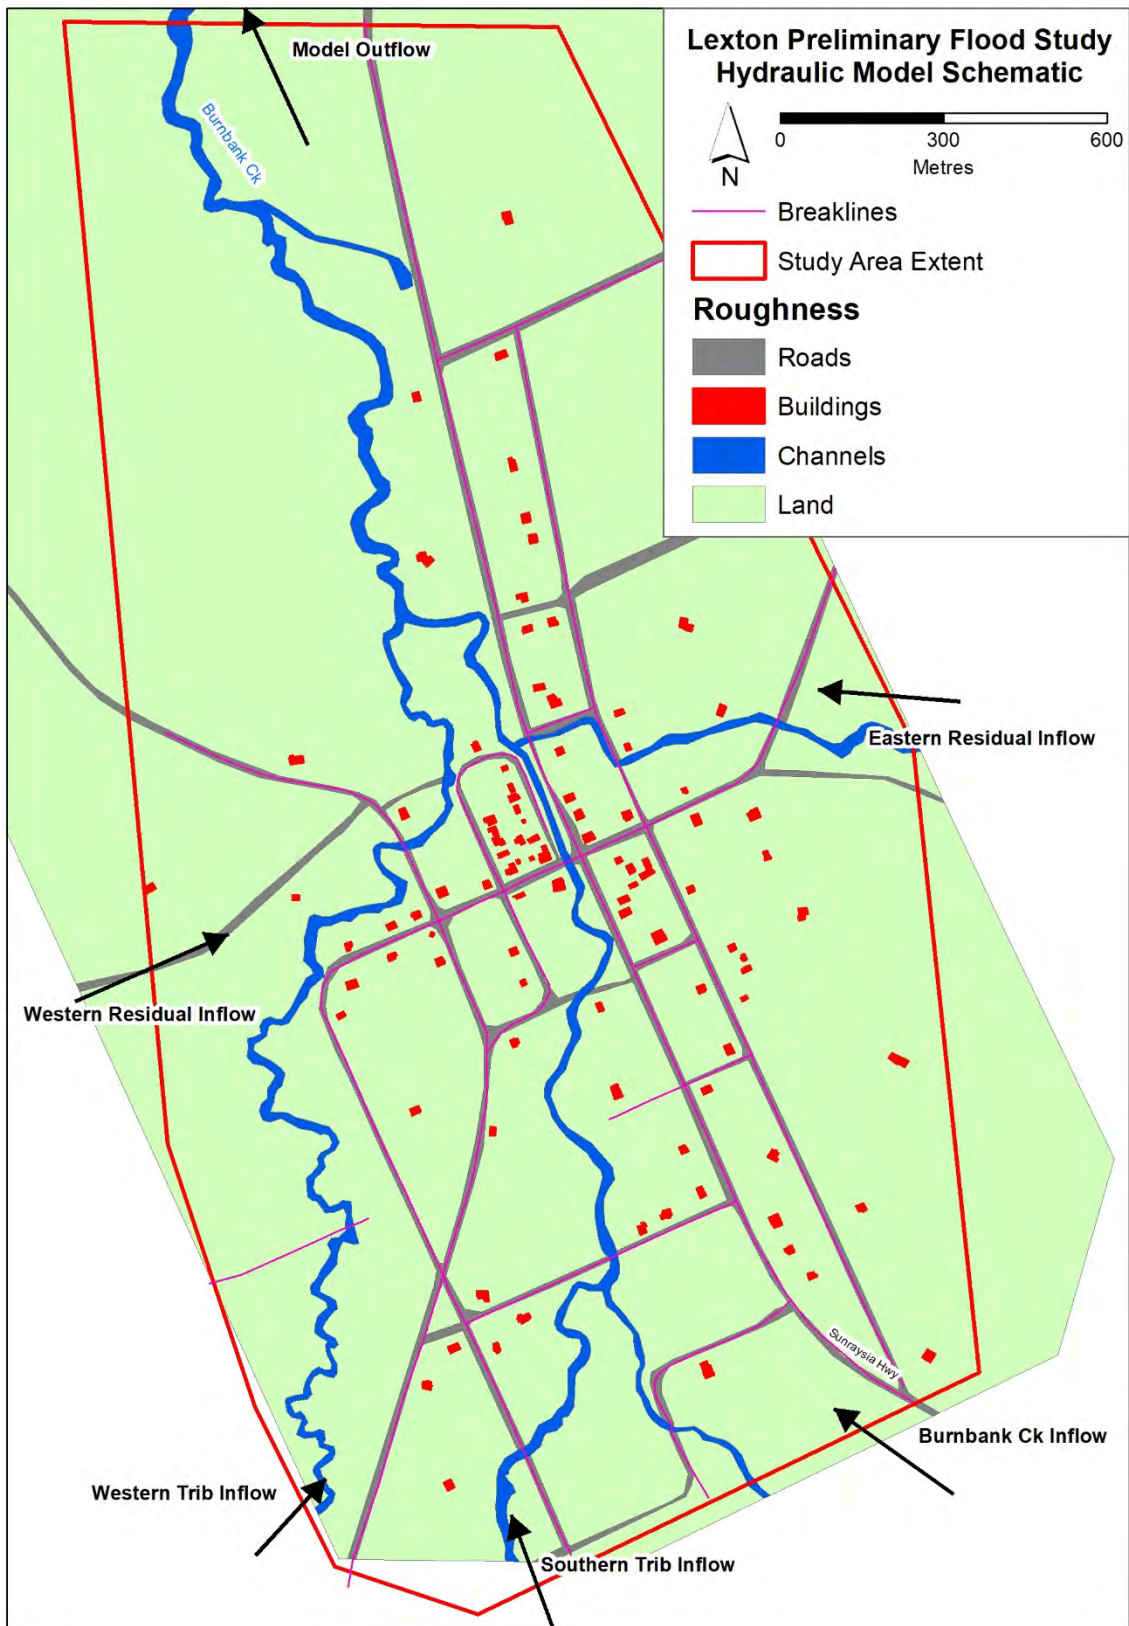 Lexton Preliminary Flood Study
Hydraulic Model Schematic
N
0 300 600
Metres
Breaklines
Study Area Extent
Roughness
Roads
Buildings
Channels
Land
Model Outflow
Burnbank Ck
Eastern Residual Inflow
Western Residual Inflow
Sunraysia Hwy
Burnbank Ck Inflow
Western Trib Inflow
Southern Trib Inflow